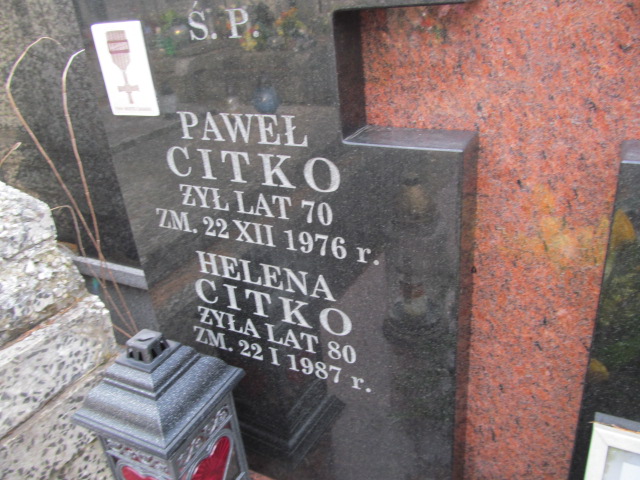 Ś. P.
PAWEŁ
CITKO
ŻYŁ LAT 70
ZM. 22 XII 1976 r.
HELENA
CITKO
ŻYŁA LAT 80
ZM. 22 I 1987 r.